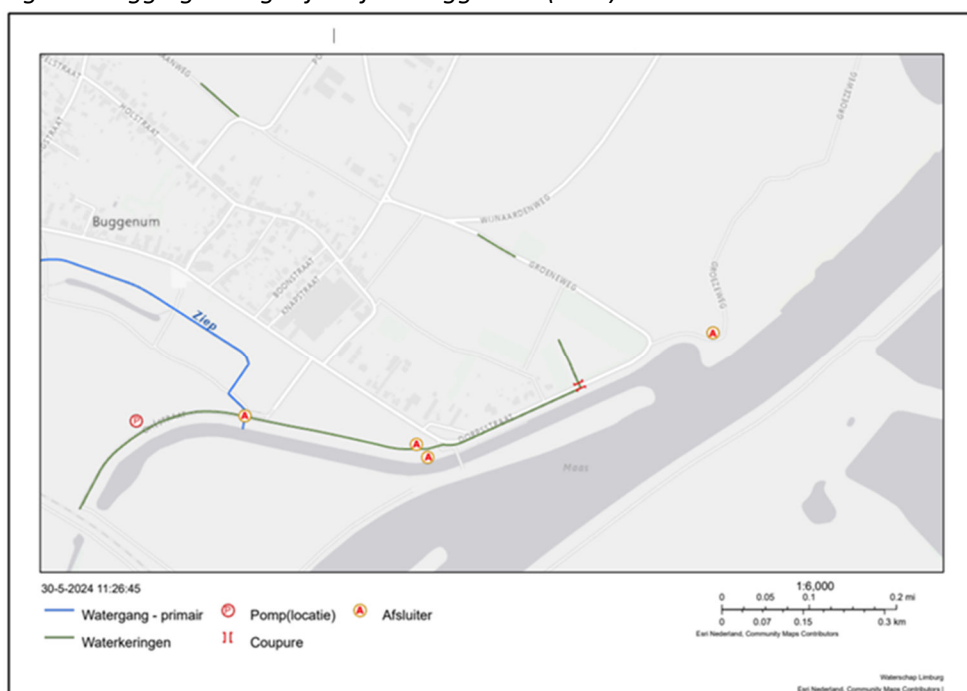 HOLSTRAAT
GROEZEWEG
Buggenum
WIJNAARDENWEG
BOONSTRAAT
KNAPSTRAAT
GROENEWEG
GROEZEWEG
Ziep
DORPSSTRAAT
Maas
A
A
A
A
P
30-5-2024 11:26:45
Watergang - primair
P Pomp(locatie)
A Afsluiter
Waterkeringen
Coupure
1:6,000
0 0.05 0.1 0.2 mi
0 0.07 0.15 0.3 km
Esri Nederland, Community Maps Contributors
Waterschap Limburg
Esri Nederland, Community Maps Contributors |